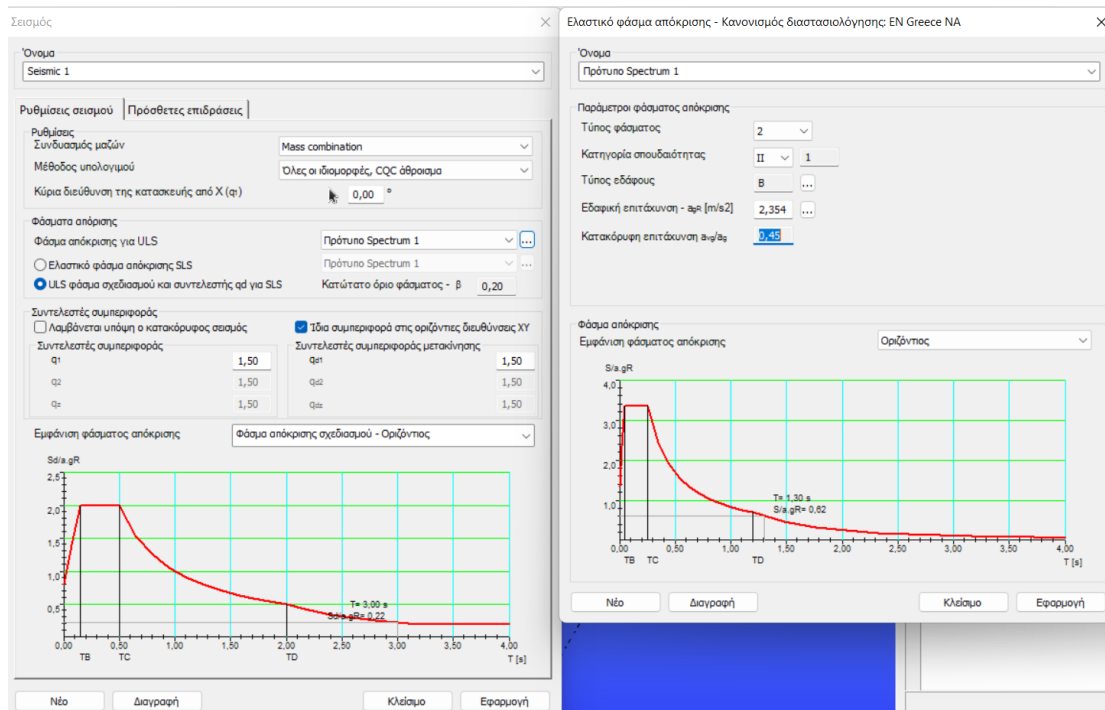 Σεισμός
Όνομα
Seismic 1
Ρυθμίσεις σεισμού Πρόσθετες επιδράσεις
Ρυθμίσεις
Συνδυασμός μαζών Mass combination
Μέθοδος υπολογιμού Όλες οι ιδιομορφές, CQC άθροισμα
Κύρια διεύθυνση της κατασκευής από X (q1) 0,00 °
Φάσματα απόρισης
Φάσμα απόκρισης για ULS Πρότυπο Spectrum 1 ...
Ελαστικό φάσμα απόκρισης SLS Πρότυπο Spectrum 1 ...
ULS φάσμα σχεδιασμού και συντελεστής qd για SLS Κατώτατο όριο φάσματος - β 0,20
Συντελεστές συμπεριφοράς
Λαμβάνεται υπόψη ο κατακόρυφος σεισμός Ίδια συμπεριφορά στις οριζόντιες διευθύνσεις XY
Συντελεστές συμπεριφοράς Συντελεστές συμπεριφοράς μετακίνησης
q1 1,50 qd1 1,50
q2 1,50 qd2 1,50
qz 1,50 qdz 1,50
Εμφάνιση φάσματος απόκρισης Φάσμα απόκρισης σχεδιασμού - Οριζόντιος
Sd/a.gR
2,5
2,0
1,5
1,0
0,5
T= 3,00 s
Sd/a.gR= 0,22
0,00 0,50 1,00 1,50 2,00 2,50 3,00 3,50 4,00
TB TC TD T [s]
Νέο Διαγραφή Κλείσιμο Εφαρμογή
Ελαστικό φάσμα απόκρισης - Κανονισμός διαστασιολόγησης: EN Greece NA
Όνομα
Πρότυπο Spectrum 1
Παράμετροι φάσματος απόκρισης
Τύπος φάσματος 2
Κατηγορία σπουδαιότητας II 1
Τύπος εδάφους B ...
Εδαφική επιτάχυνση - agR [m/s2] 2,354 ...
Κατακόρυφη επιτάχυνση avg/ag 0,45
Φάσμα απόκρισης
Εμφάνιση φάσματος απόκρισης Οριζόντιος
S/a.gR
4,0
3,0
2,0
1,0
T= 1,30 s
S/a.gR= 0,62
0,00 0,50 1,00 1,50 2,00 2,50 3,00 3,50 4,00
TB TC TD T [s]
Νέο Διαγραφή Κλείσιμο Εφαρμογή